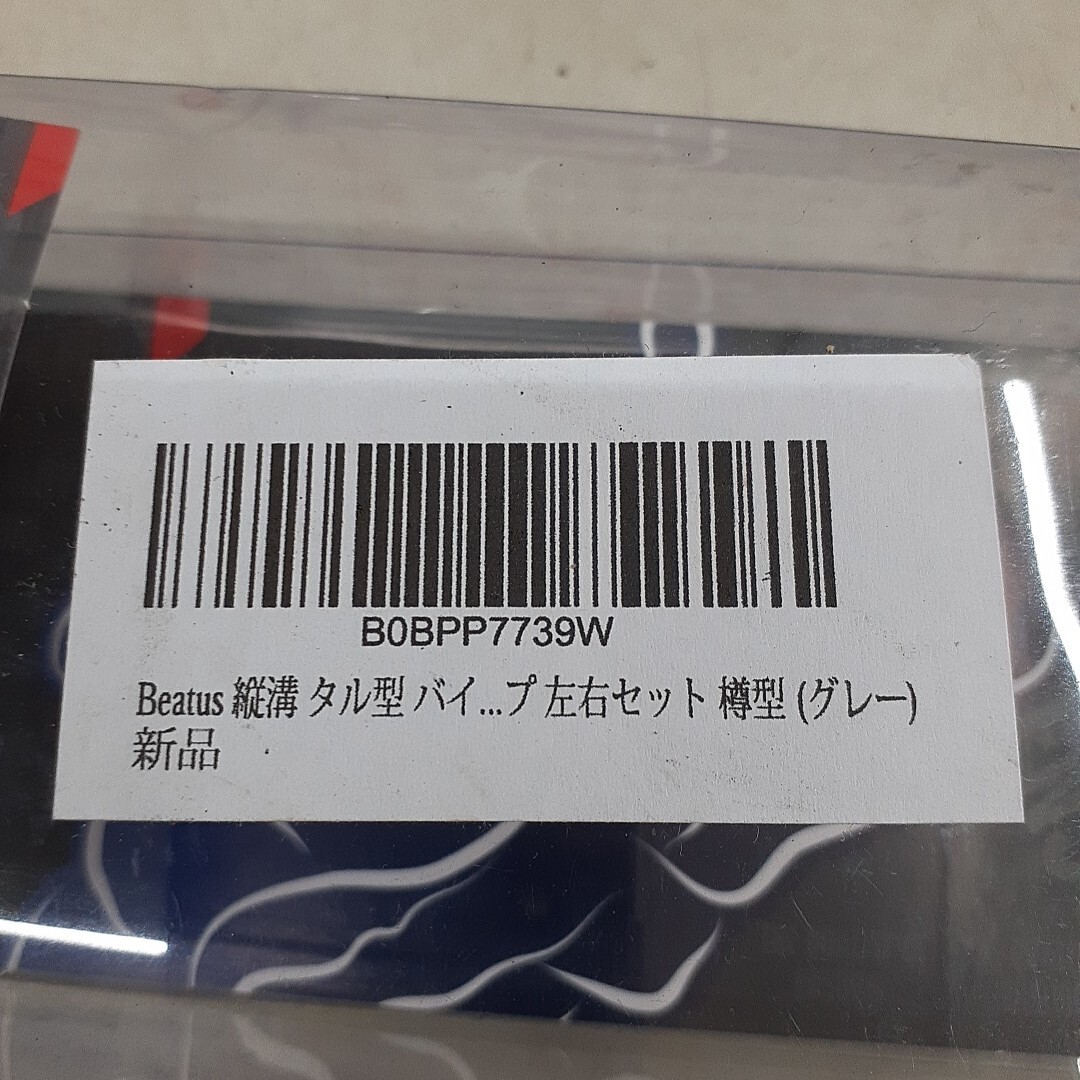 B0BPP7739W
Beatus 縦溝 タル型 バイ...プ 左右セット 樽型 (グレー)
新品